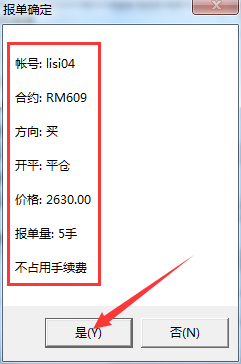 报单确定
帐号: lisi04
合约: RM609
方向: 买
开平: 平仓
价格: 2630.00
报单量: 5手
不占用手续费
是(Y)
否(N)